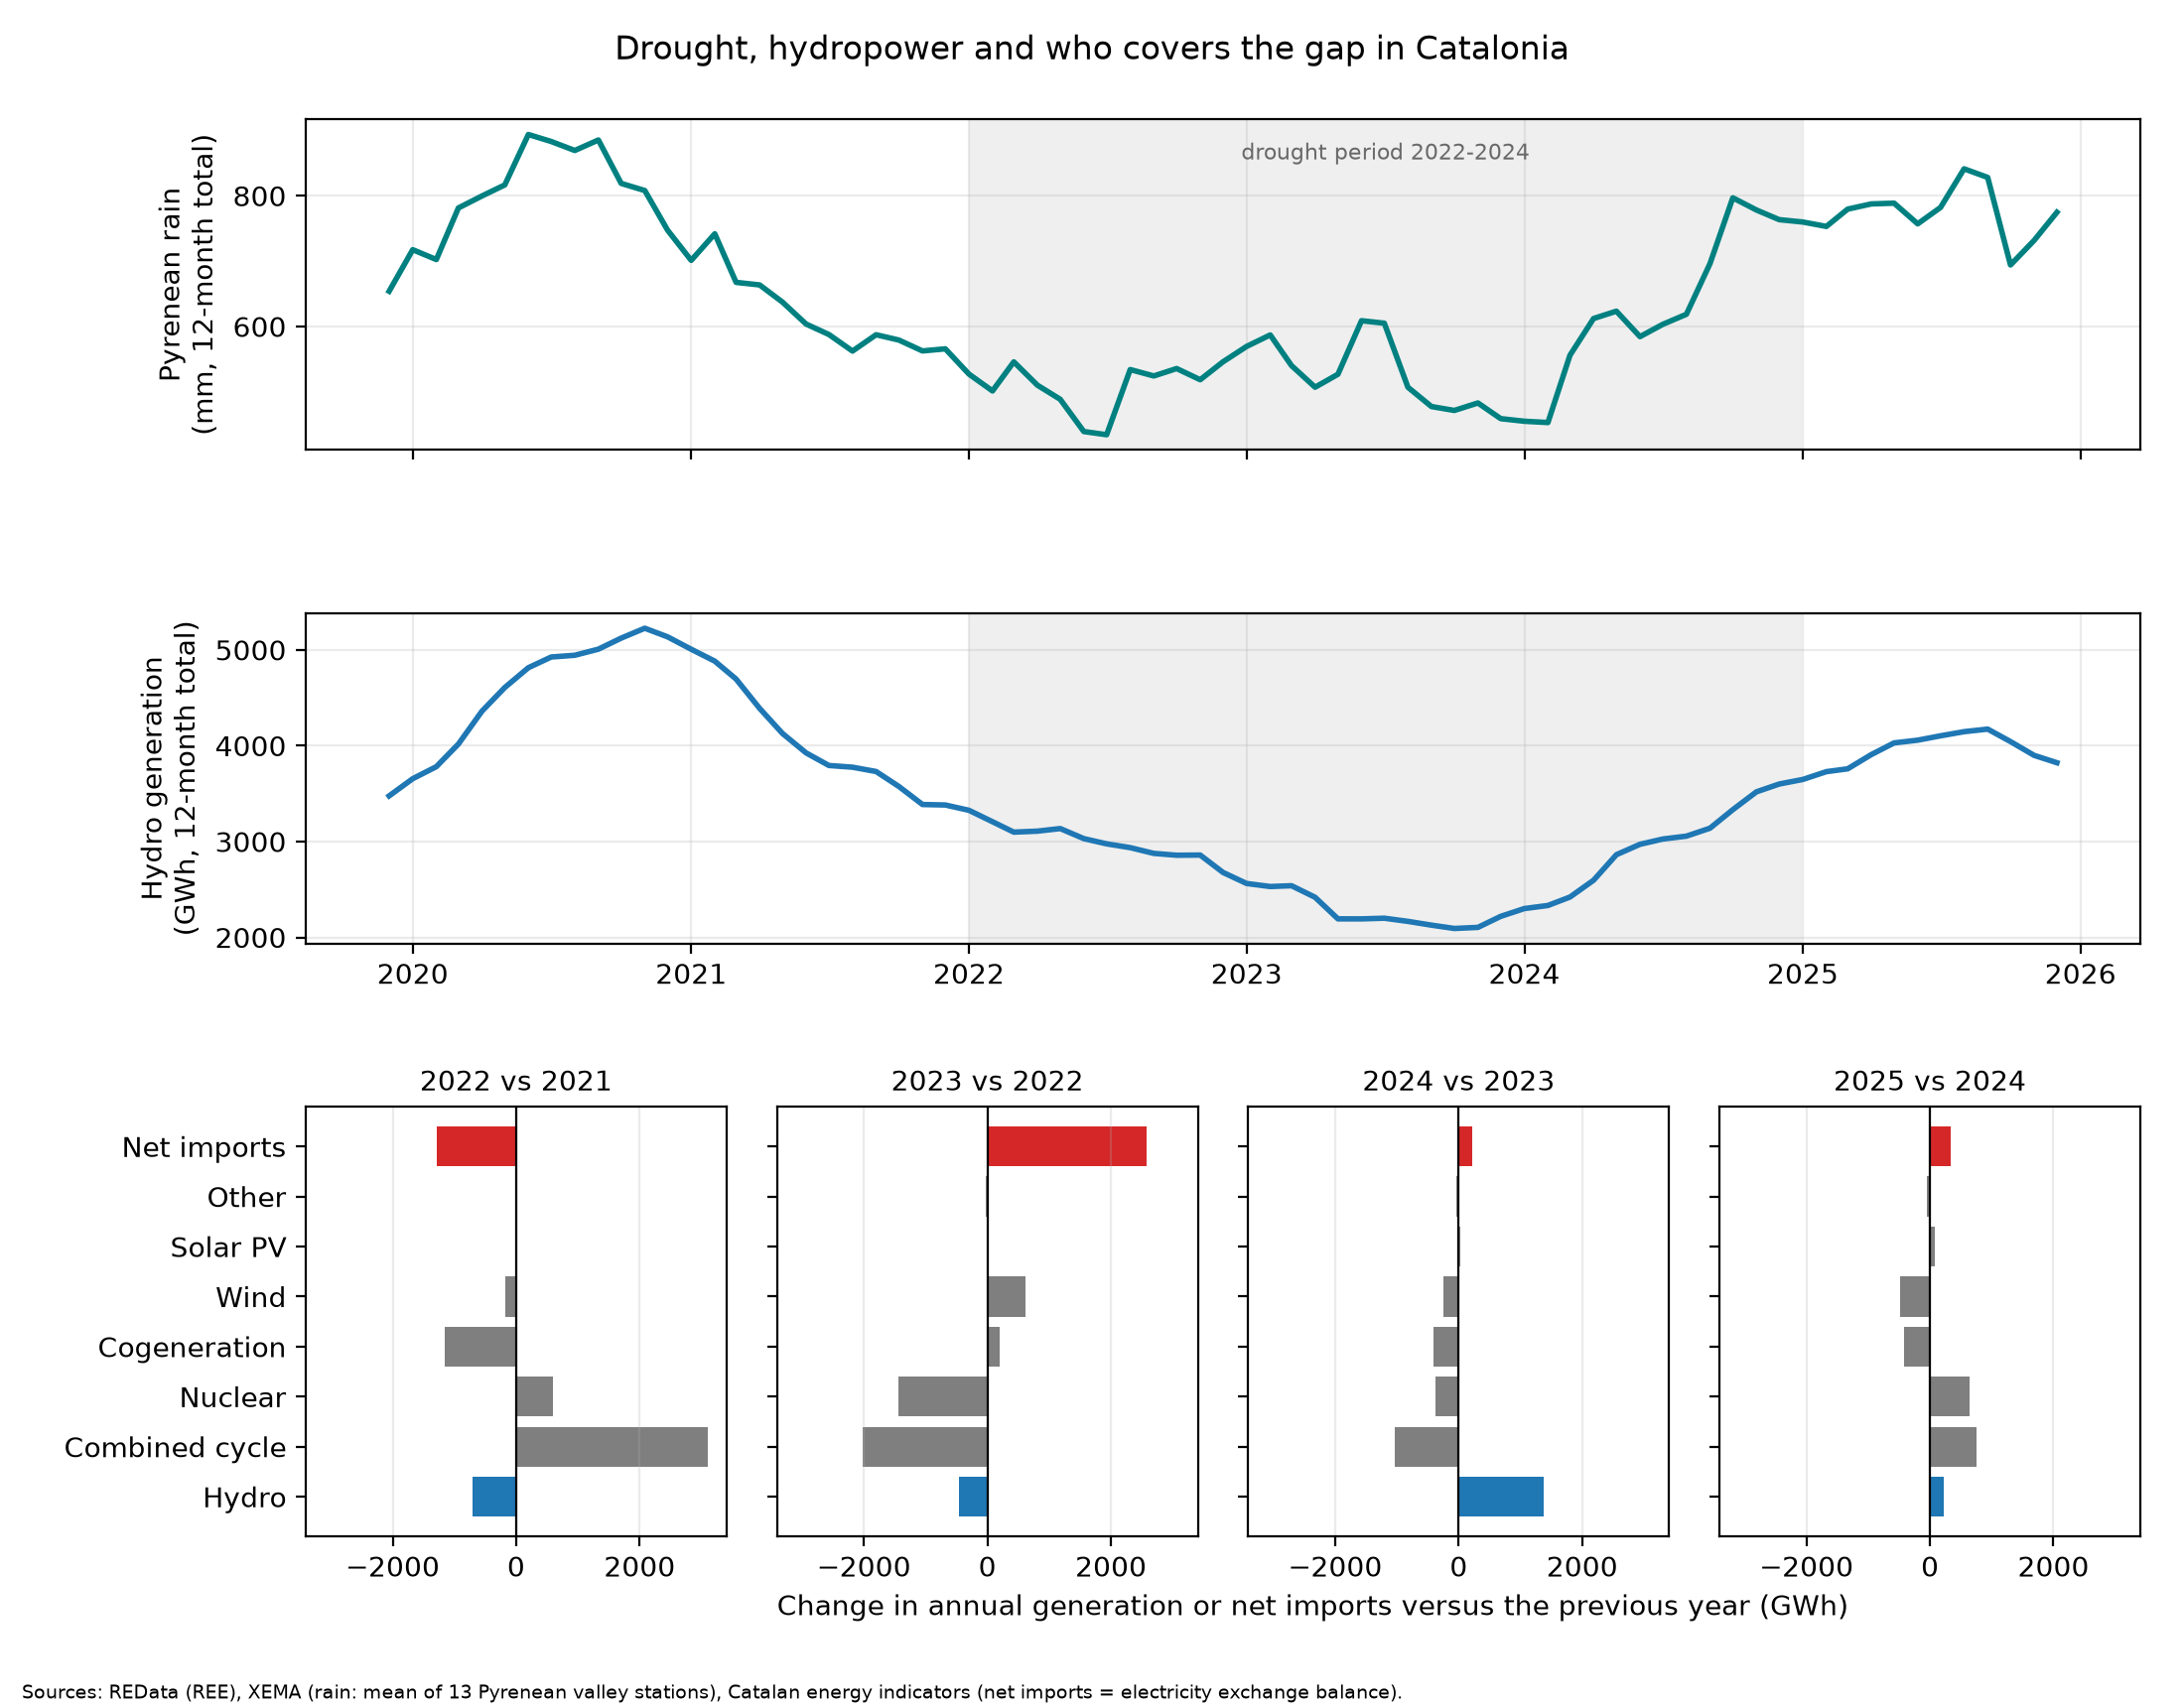 Drought, hydropower and who covers the gap in Catalonia
Pyrenean rain
(mm, 12-month total)
800
600
drought period 2022-2024
Hydro generation
(GWh, 12-month total)
5000
4000
3000
2000
2020 2021 2022 2023 2024 2025 2026
2022 vs 2021 2023 vs 2022 2024 vs 2023 2025 vs 2024
Net imports
Other
Solar PV
Wind
Cogeneration
Nuclear
Combined cycle
Hydro
−2000 0 2000 −2000 0 2000 −2000 0 2000 −2000 0 2000
Change in annual generation or net imports versus the previous year (GWh)
Sources: REData (REE), XEMA (rain: mean of 13 Pyrenean valley stations), Catalan energy indicators (net imports = electricity exchange balance).